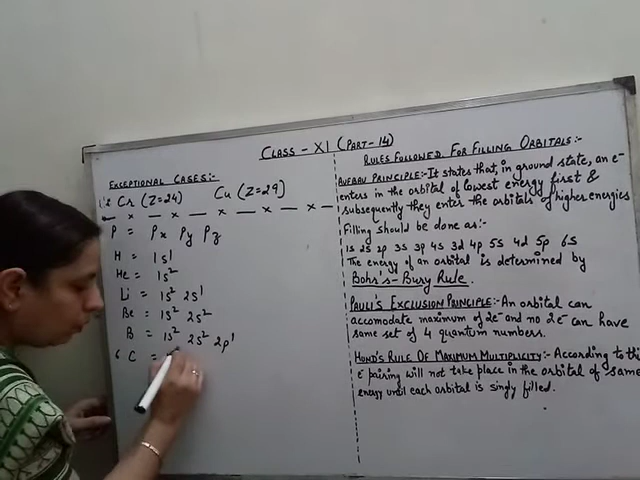 CLASS - XI (PART-14)
EXCEPTIONAL CASES:-
Cr (Z=24) Cu (Z=29)
— x — x — x — x — x —
P = Px Py Pz
H = 1s¹
He = 1s²
Li = 1s² 2s¹
Be = 1s² 2s²
B = 1s² 2s² 2p¹
6 C =
RULES FOLLOWED FOR FILLING ORBITALS:-
AUFBAU PRINCIPLE:- It states that, in ground state, an e⁻
enters in the orbital of lowest energy first &
subsequently they enter the orbitals of higher energies
Filling should be done as:-
1s 2s 2p 3s 3p 4s 3d 4p 5s 4d 5p 6s
The energy of an orbital is determined by
Bohr's-Bury Rule.
PAULI'S EXCLUSION PRINCIPLE:- An orbital can
accomodate maximum of 2e⁻ and no 2e⁻ can have
same set of 4 quantum numbers.
HUND'S RULE OF MAXIMUM MULTIPLICITY:- According to this
e⁻ pairing will not take place in the orbital of same
energy until each orbital is singly filled.